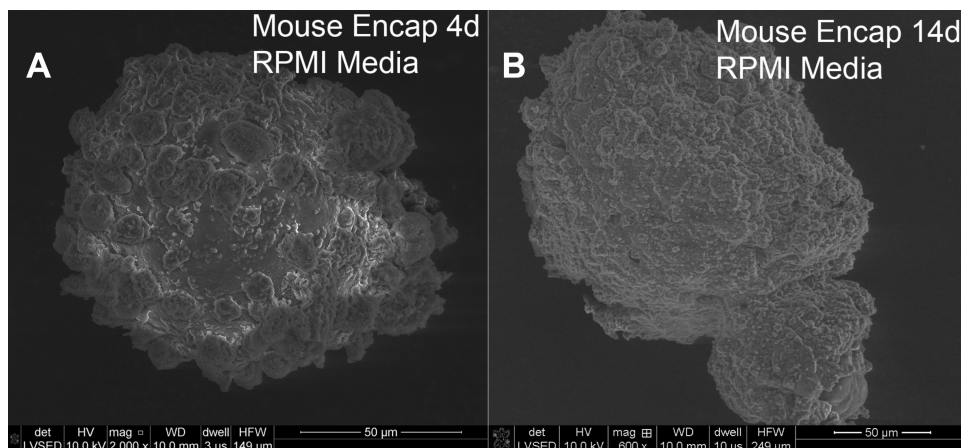 A
Mouse Encap 4d
RPMI Media
det HV mag WD dwell HFW
LVSED 10.0 kV 2 000 x 10.0 mm 3 us 149 µm
50 µm
B
Mouse Encap 14d
RPMI Media
det HV mag WD dwell HFW
LVSED 10.0 kV 600 x 10.0 mm 10 us 249 µm
50 µm